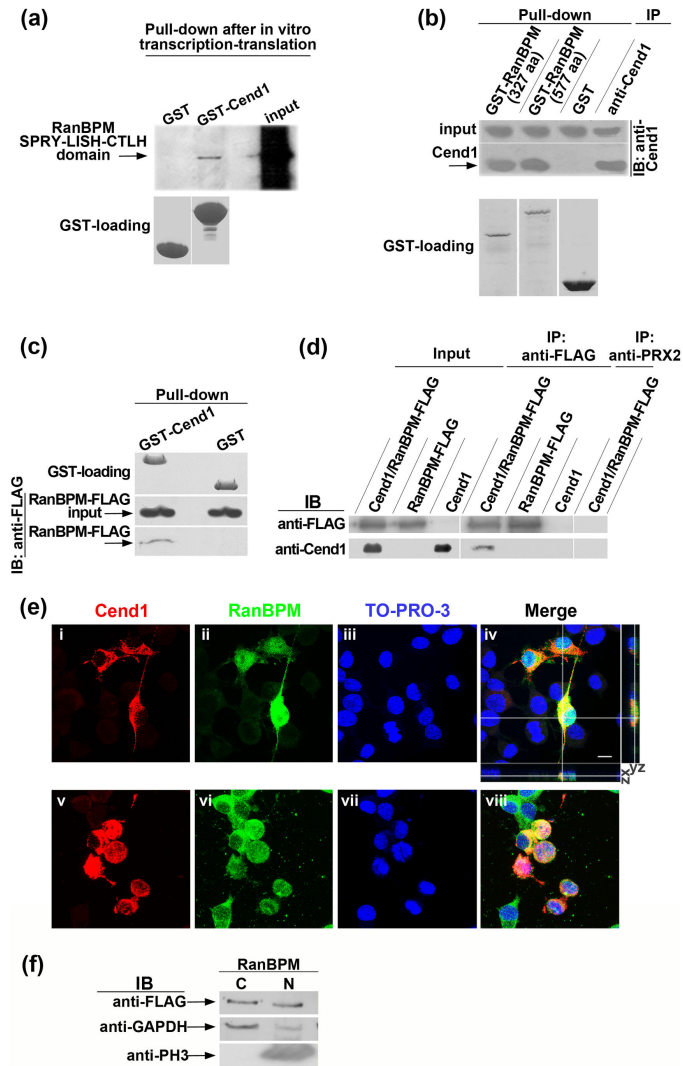 (a)
Pull-down after in vitro
transcription-translation
GST
GST-Cend1
input
RanBPM
SPRY-LISH-CTLH
domain
GST-loading
(b)
Pull-down
IP
GST-RanBPM
(327 aa)
GST-RanBPM
(577 aa)
GST
anti-Cend1
input
Cend1
IB: anti-
Cend1
GST-loading
(c)
Pull-down
GST-Cend1
GST
GST-loading
RanBPM-FLAG
input
RanBPM-FLAG
IB: anti-FLAG
(d)
Input
IP:
anti-FLAG
IP:
anti-PRX2
Cend1/RanBPM-FLAG
RanBPM-FLAG
Cend1
Cend1/RanBPM-FLAG
RanBPM-FLAG
Cend1
Cend1/RanBPM-FLAG
IB
anti-FLAG
anti-Cend1
(e)
Cend1
RanBPM
TO-PRO-3
Merge
i
ii
iii
iv
zx
yz
v
vi
vii
viii
(f)
RanBPM
IB
C
N
anti-FLAG
anti-GAPDH
anti-PH3